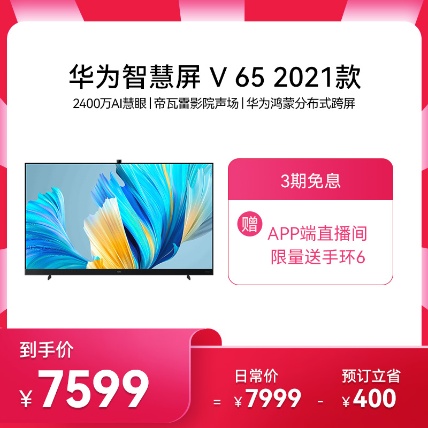 华为智慧屏 V 65 2021款
2400万AI慧眼|帝瓦雷影院声场|华为鸿蒙分布式跨屏
3期免息
赠
APP端直播间
限量送手环6
到手价
¥7599
=
日常价
¥7999
-
预订立省
¥400